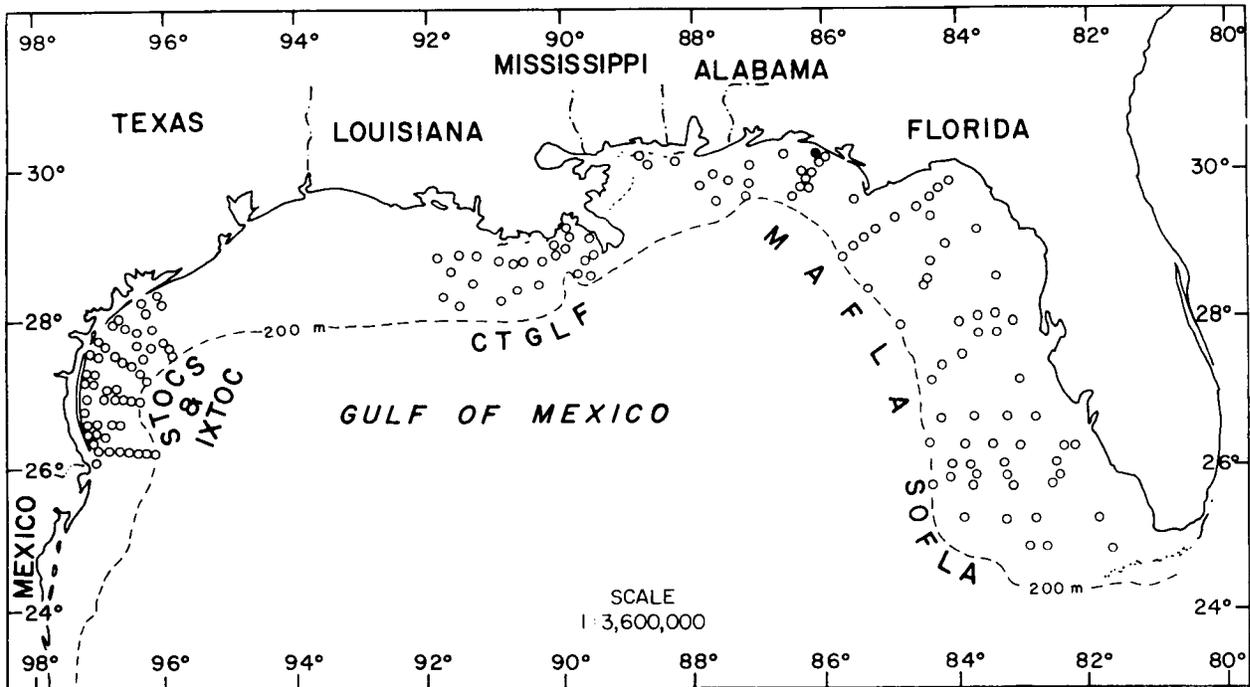 98° 96° 94° 92° 90° 88° 86° 84° 82° 80°
MISSISSIPPI ALABAMA
TEXAS LOUISIANA FLORIDA
30° 30°
MAFLA
28° 28°
200 m
CTGLF
STOCS
&
IXTOC
GULF OF MEXICO
26° 26°
SOFLA
MEXICO
200 m
SCALE
1:3,600,000
24° 24°
98° 96° 94° 92° 90° 88° 86° 84° 82° 80°